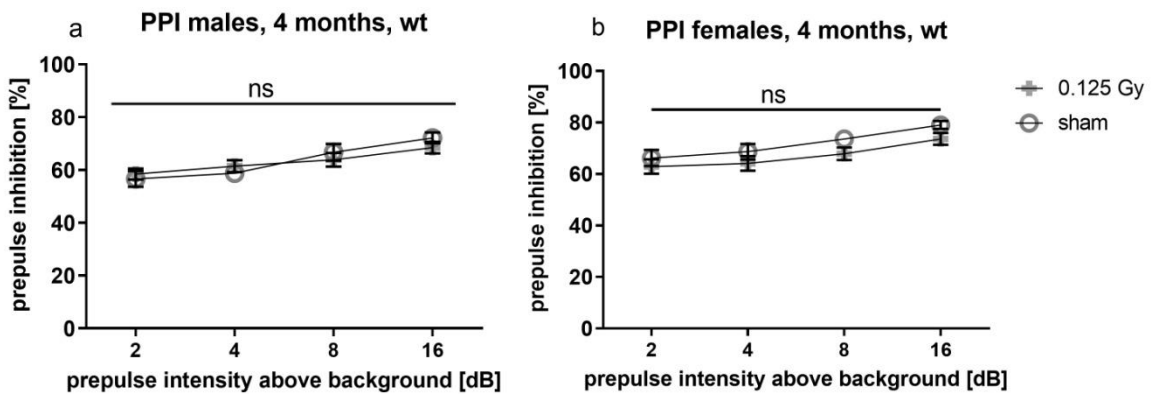 a
PPI males, 4 months, wt
100
80
60
40
20
0
ns
2 4 8 16
prepulse inhibition [%]
prepulse intensity above background [dB]
b
PPI females, 4 months, wt
100
80
60
40
20
0
ns
2 4 8 16
prepulse inhibition [%]
prepulse intensity above background [dB]
0.125 Gy
sham